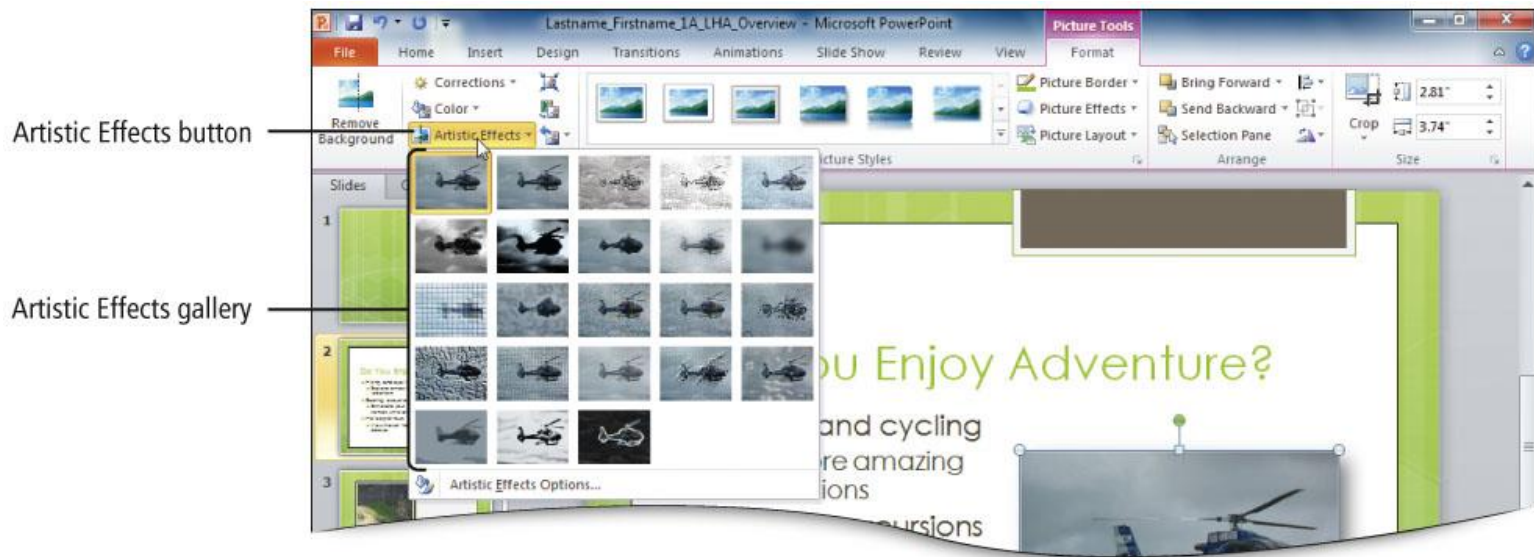 Lastname_Firstname_1A_LHA_Overview - Microsoft PowerPoint
Picture Tools
File Home Insert Design Transitions Animations Slide Show Review View Format
Remove Background
Corrections
Color
Artistic Effects
Picture Border
Picture Effects
Picture Layout
Bring Forward
Send Backward
Selection Pane
Crop
2.81"
3.74"
icture Styles
Arrange
Size
Artistic Effects button
Artistic Effects gallery
Slides
1
2
3
Artistic Effects Options...
ou Enjoy Adventure?
and cycling
re amazing
ions
ursions